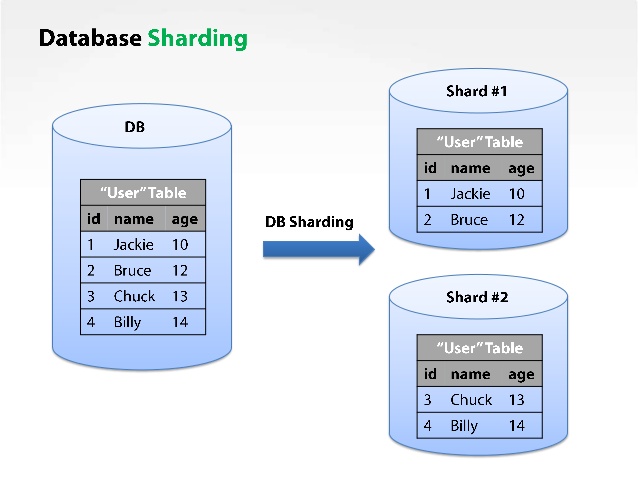 Database Sharding
DB
"User" Table
id name age
1 Jackie 10
2 Bruce 12
3 Chuck 13
4 Billy 14
DB Sharding
Shard #1
"User" Table
id name age
1 Jackie 10
2 Bruce 12
Shard #2
"User" Table
id name age
3 Chuck 13
4 Billy 14